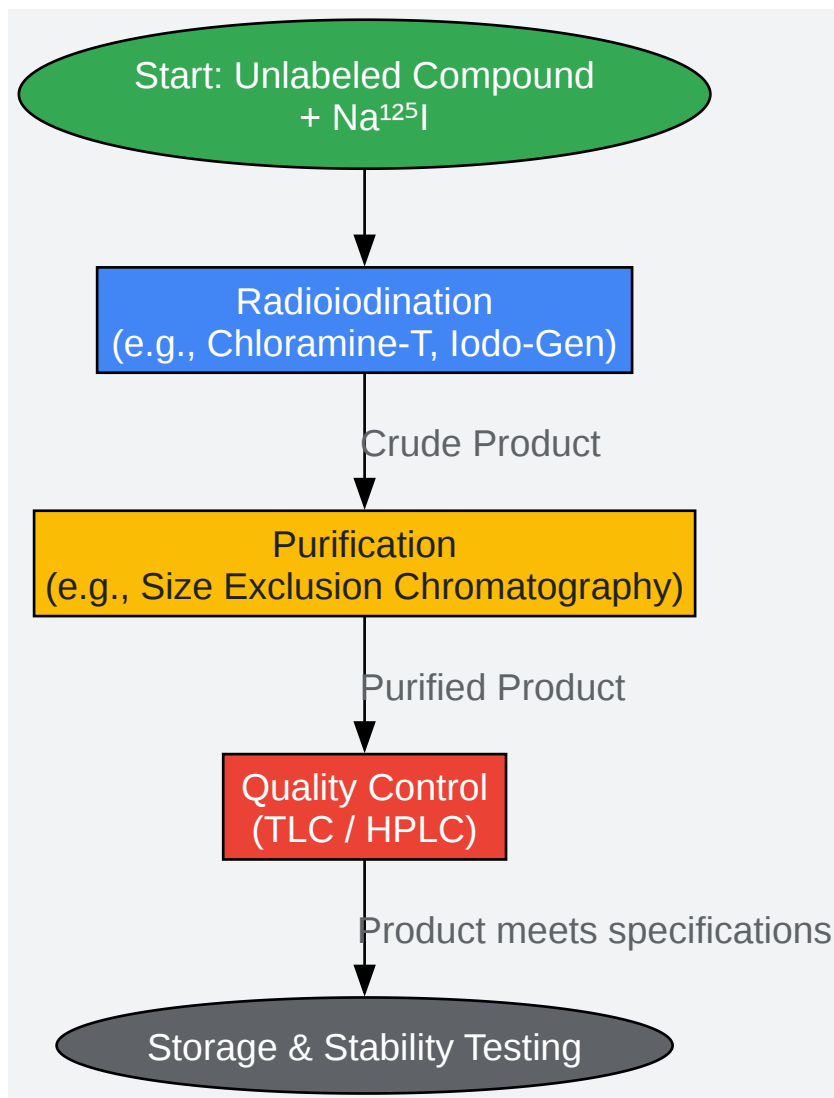 Start: Unlabeled Compound
+ Na¹²⁵I
Radioiodination
(e.g., Chloramine-T, Iodo-Gen)
Crude Product
Purification
(e.g., Size Exclusion Chromatography)
Purified Product
Quality Control
(TLC / HPLC)
Product meets specifications
Storage & Stability Testing